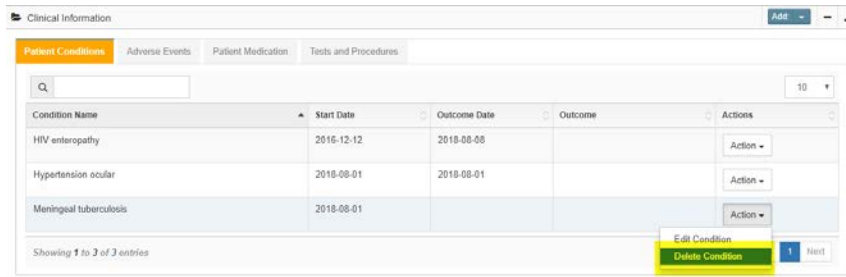 Clinical Information Add
Patient Conditions Adverse Events Patient Medication Tests and Procedures
10
Condition Name Start Date Outcome Date Outcome Actions
HIV enteropathy 2016-12-12 2018-08-08 Action
Hypertension ocular 2018-08-01 2018-08-01 Action
Meningeal tuberculosis 2018-08-01 Action
Edit Condition
Showing 1 to 3 of 3 entries 1 Next
Delete Condition